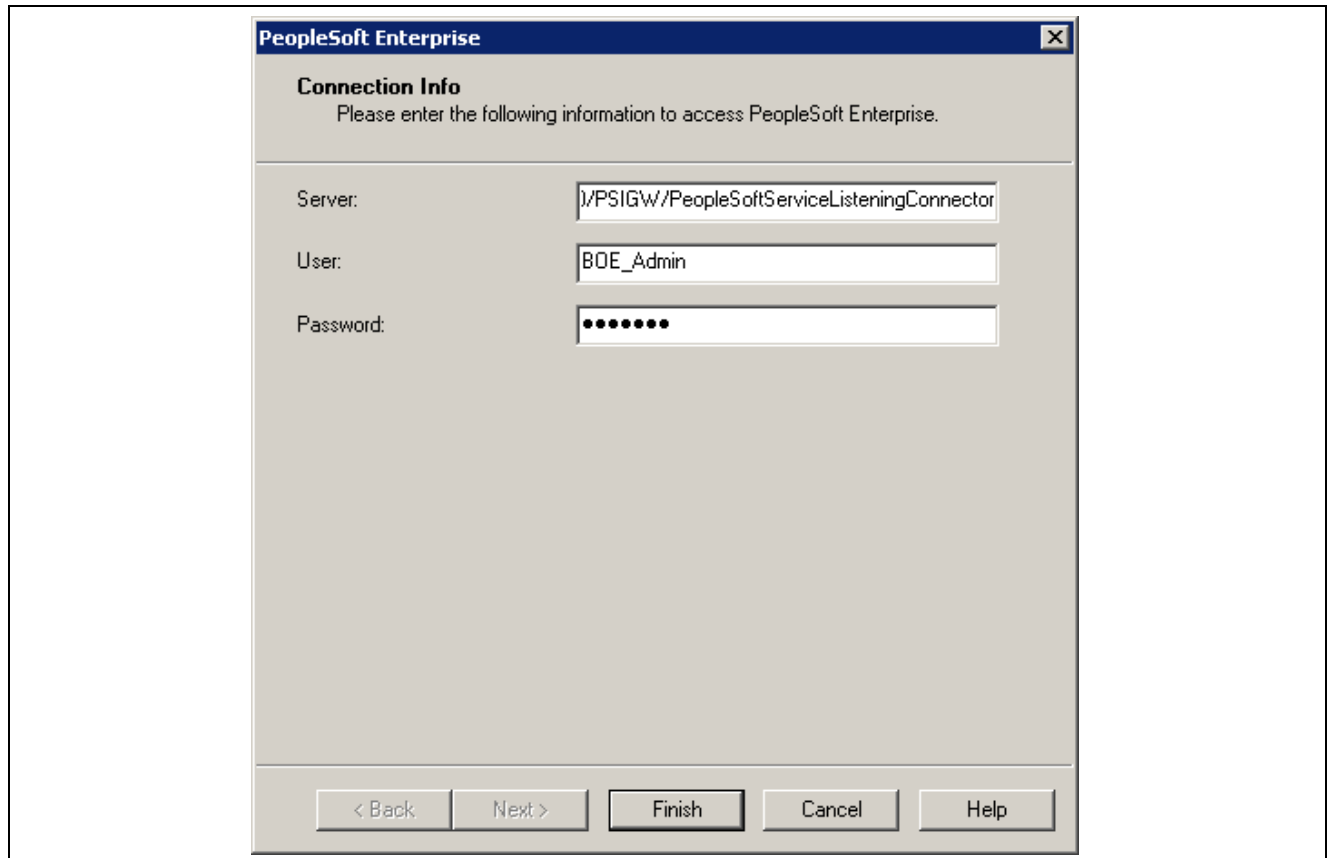 PeopleSoft Enterprise
Connection Info
Please enter the following information to access PeopleSoft Enterprise.
Server: )/PSIGW/PeopleSoftServiceListeningConnector
User: BOE_Admin
Password: •••••••
< Back Next > Finish Cancel Help